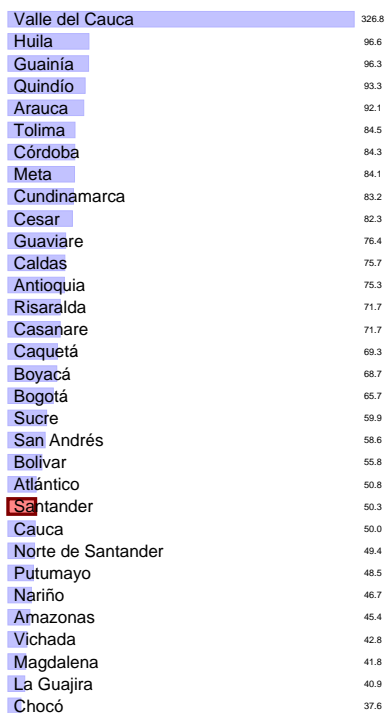 Valle del Cauca 326.8
Huila 96.6
Guainía 96.3
Quindío 93.3
Arauca 92.1
Tolima 84.5
Córdoba 84.3
Meta 84.1
Cundinamarca 83.2
Cesar 82.3
Guaviare 76.4
Caldas 75.7
Antioquia 75.3
Risaralda 71.7
Casanare 71.7
Caquetá 69.3
Boyacá 68.7
Bogotá 65.7
Sucre 59.9
San Andrés 58.6
Bolivar 55.8
Atlántico 50.8
Santander 50.3
Cauca 50.0
Norte de Santander 49.4
Putumayo 48.5
Nariño 46.7
Amazonas 45.4
Vichada 42.8
Magdalena 41.8
La Guajira 40.9
Chocó 37.6